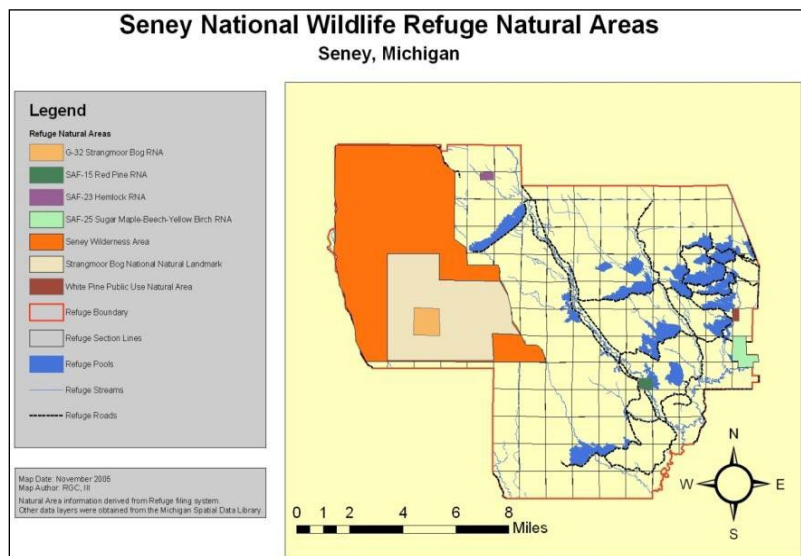 Seney National Wildlife Refuge Natural Areas
Seney, Michigan
Legend
Refuge Natural Areas
G-32 Strangmoor Bog RNA
SAF-15 Red Pine RNA
SAF-23 Hemlock RNA
SAF-25 Sugar Maple-Beech-Yellow Birch RNA
Seney Wilderness Area
Strangmoor Bog National Natural Landmark
White Pine Public Use Natural Area
Refuge Boundary
Refuge Section Lines
Refuge Pools
Refuge Streams
Refuge Roads
Map Date: November 2005
Map Author: RGC, III
Natural Area information derived from Refuge filing system.
Other data layers were obtained from the Michigan Spatial Data Library.
N
W E
S
0 1 2 4 6 8
Miles